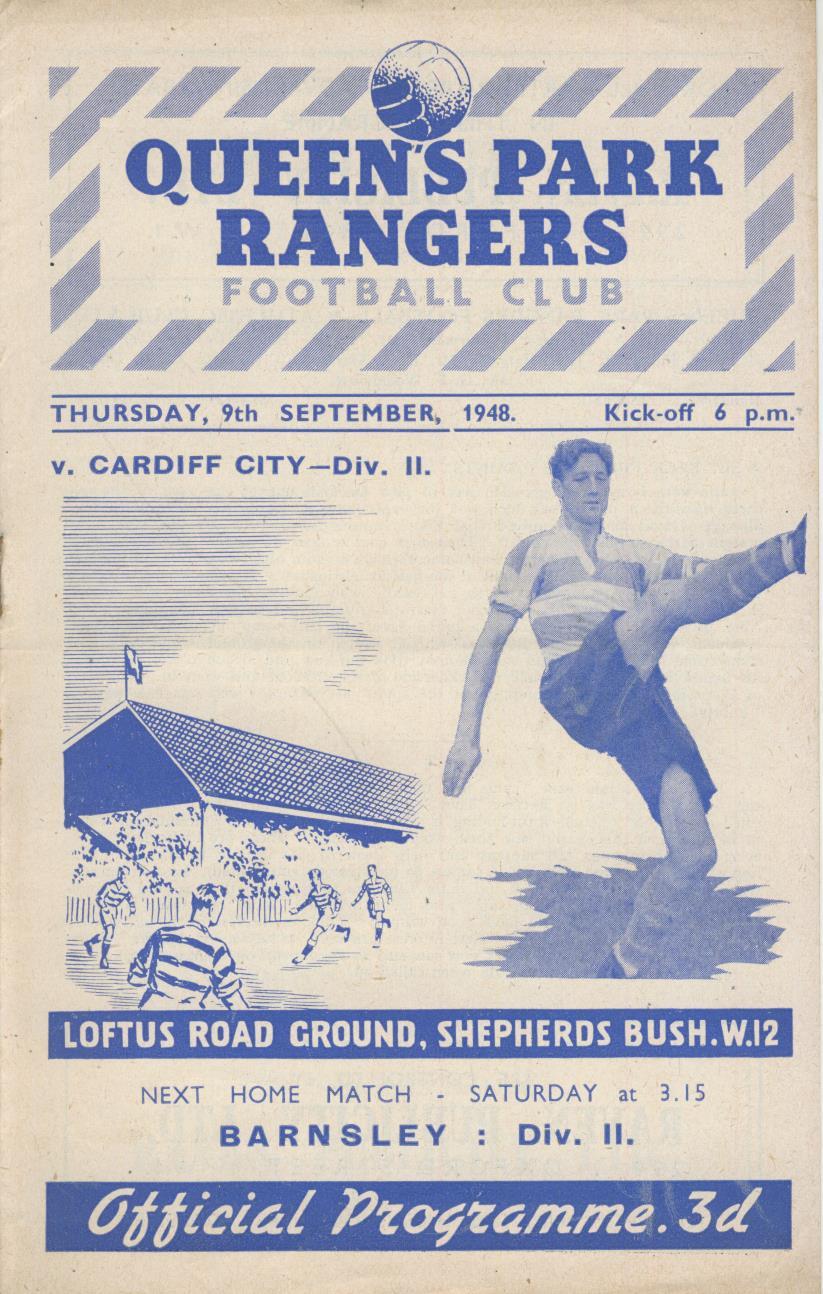 QUEEN'S PARK
RANGERS
FOOTBALL CLUB
THURSDAY, 9th SEPTEMBER, 1948. Kick-off 6 p.m.
v. CARDIFF CITY—Div. II.
LOFTUS ROAD GROUND, SHEPHERDS BUSH.W.12
NEXT HOME MATCH - SATURDAY at 3.15
BARNSLEY : Div. II.
Official Programme. 3d